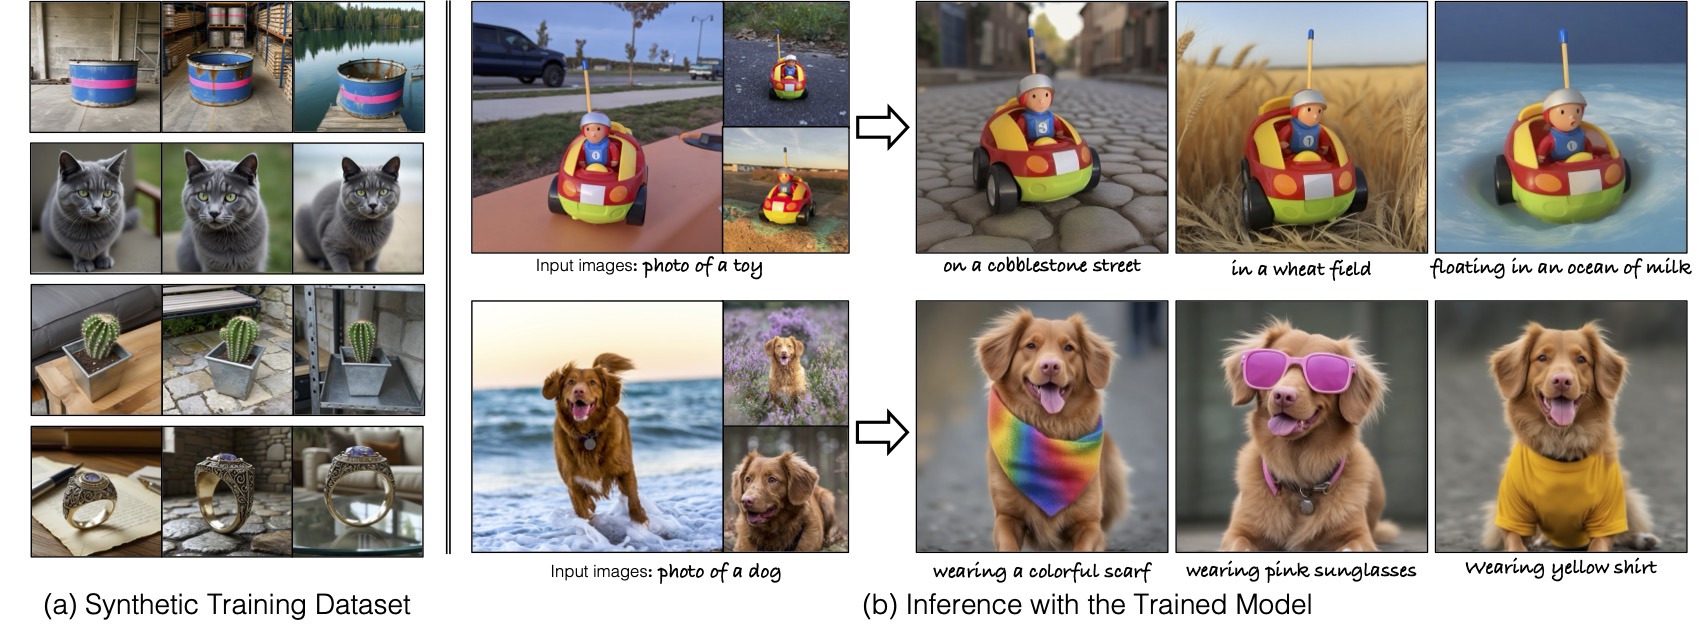 Input images: photo of a toy
on a cobblestone street
in a wheat field
floating in an ocean of milk
Input images: photo of a dog
wearing a colorful scarf
wearing pink sunglasses
Wearing yellow shirt
(a) Synthetic Training Dataset
(b) Inference with the Trained Model